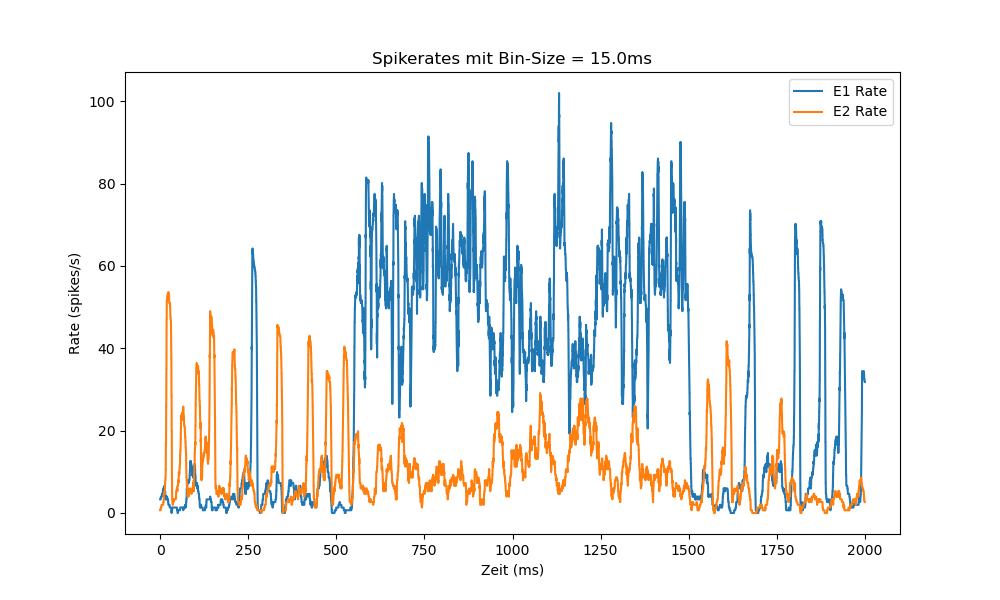 Spikerates mit Bin-Size = 15.0ms
E1 Rate
E2 Rate
100
80
60
40
20
0
Rate (spikes/s)
0 250 500 750 1000 1250 1500 1750 2000
Zeit (ms)